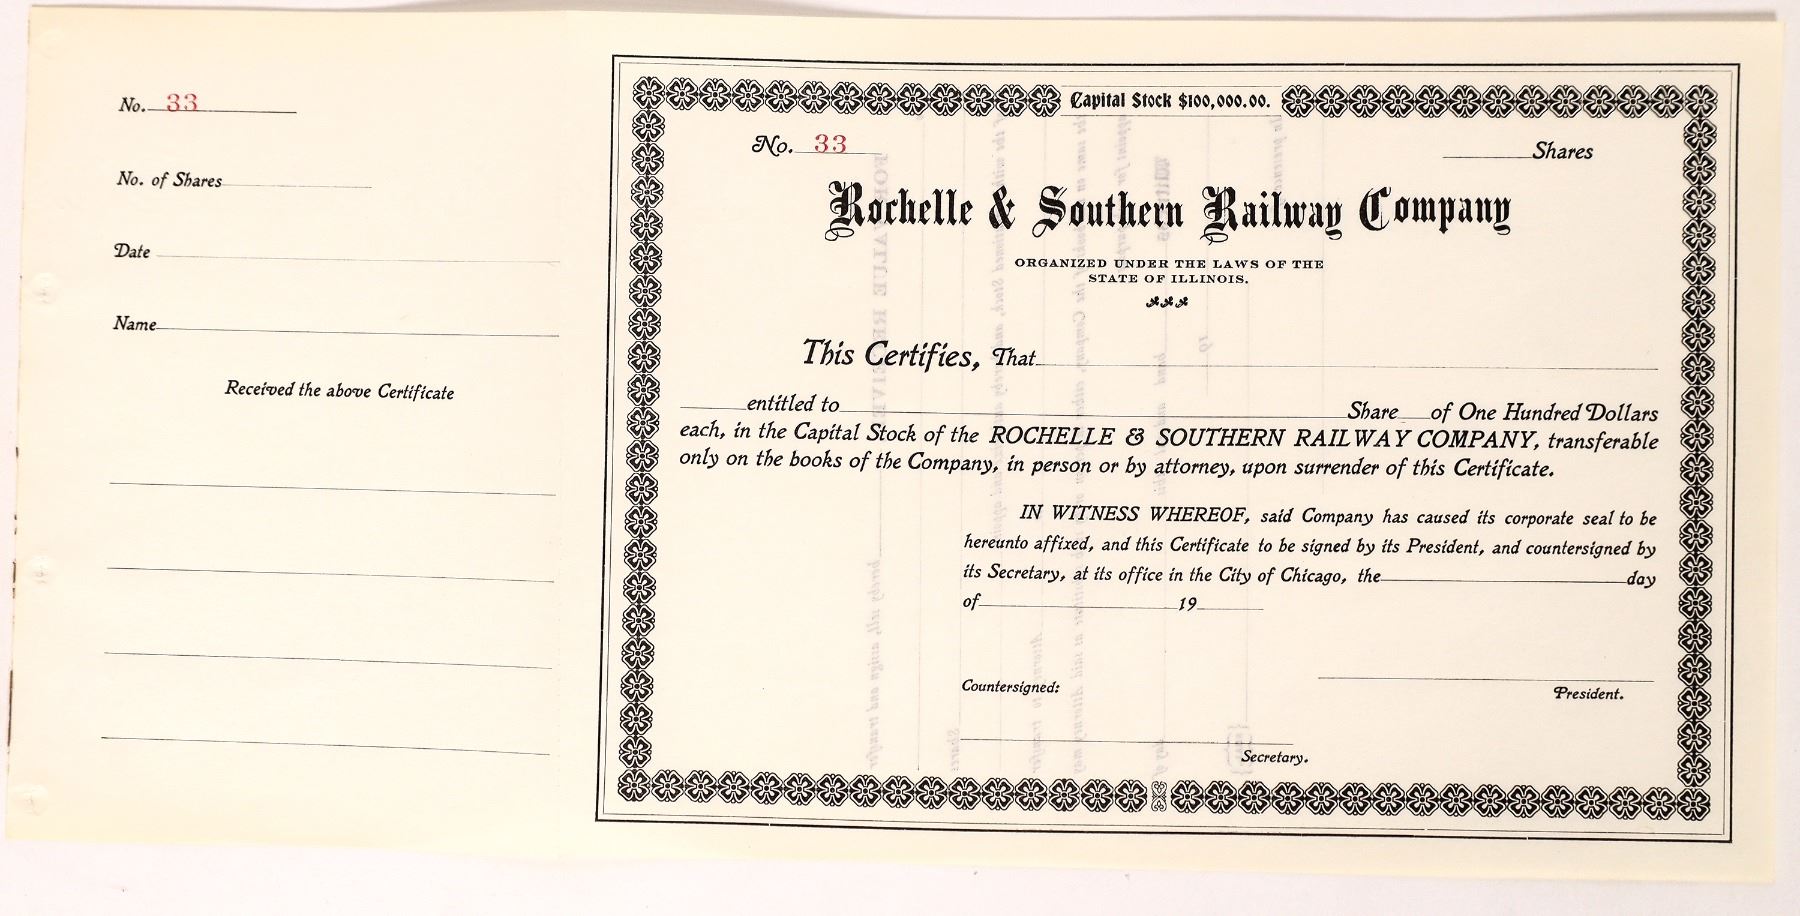 No. 33
No. of Shares
Date
Name
Received the above Certificate
Capital Stock $100,000.00.
No. 33
Shares
Rochelle & Southern Railway Company
ORGANIZED UNDER THE LAWS OF THE
STATE OF ILLINOIS.
This Certifies, That
entitled to Share of One Hundred Dollars
each, in the Capital Stock of the ROCHELLE & SOUTHERN RAILWAY COMPANY, transferable
only on the books of the Company, in person or by attorney, upon surrender of this Certificate.
IN WITNESS WHEREOF, said Company has caused its corporate seal to be
hereunto affixed, and this Certificate to be signed by its President, and countersigned by
its Secretary, at its office in the City of Chicago, the day
of 19
Countersigned:
President.
Secretary.